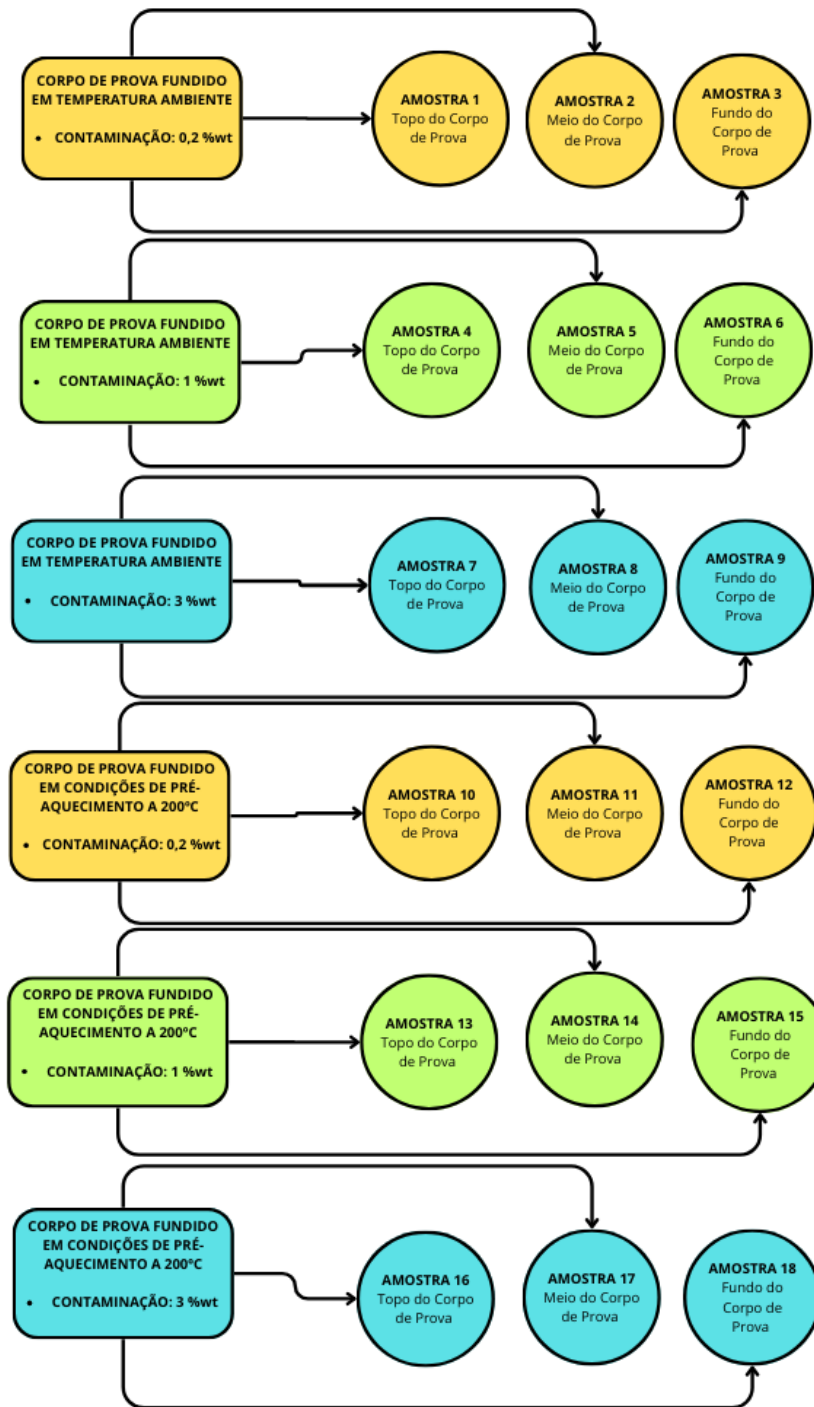 CORPO DE PROVA FUNDIDO
EM TEMPERATURA AMBIENTE
• CONTAMINAÇÃO: 0,2 %wt
AMOSTRA 1
Topo do Corpo
de Prova
AMOSTRA 2
Meio do Corpo
de Prova
AMOSTRA 3
Fundo do
Corpo de
Prova
CORPO DE PROVA FUNDIDO
EM TEMPERATURA AMBIENTE
• CONTAMINAÇÃO: 1 %wt
AMOSTRA 4
Topo do Corpo
de Prova
AMOSTRA 5
Meio do Corpo
de Prova
AMOSTRA 6
Fundo do
Corpo de
Prova
CORPO DE PROVA FUNDIDO
EM TEMPERATURA AMBIENTE
• CONTAMINAÇÃO: 3 %wt
AMOSTRA 7
Topo do Corpo
de Prova
AMOSTRA 8
Meio do Corpo
de Prova
AMOSTRA 9
Fundo do
Corpo de
Prova
CORPO DE PROVA FUNDIDO
EM CONDIÇÕES DE PRÉ-
AQUECIMENTO A 200ºC
• CONTAMINAÇÃO: 0,2 %wt
AMOSTRA 10
Topo do Corpo
de Prova
AMOSTRA 11
Meio do Corpo
de Prova
AMOSTRA 12
Fundo do
Corpo de
Prova
CORPO DE PROVA FUNDIDO
EM CONDIÇÕES DE PRÉ-
AQUECIMENTO A 200ºC
• CONTAMINAÇÃO: 1 %wt
AMOSTRA 13
Topo do Corpo
de Prova
AMOSTRA 14
Meio do Corpo
de Prova
AMOSTRA 15
Fundo do
Corpo de
Prova
CORPO DE PROVA FUNDIDO
EM CONDIÇÕES DE PRÉ-
AQUECIMENTO A 200ºC
• CONTAMINAÇÃO: 3 %wt
AMOSTRA 16
Topo do Corpo
de Prova
AMOSTRA 17
Meio do Corpo
de Prova
AMOSTRA 18
Fundo do
Corpo de
Prova